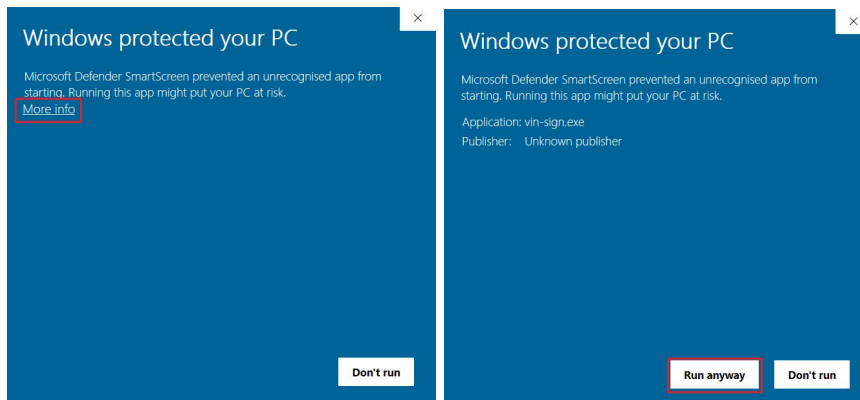 Windows protected your PC
Microsoft Defender SmartScreen prevented an unrecognised app from
starting. Running this app might put your PC at risk.
More info
Don't run
Windows protected your PC
Microsoft Defender SmartScreen prevented an unrecognised app from
starting. Running this app might put your PC at risk.
Application: vin-sign.exe
Publisher: Unknown publisher
Run anyway
Don't run